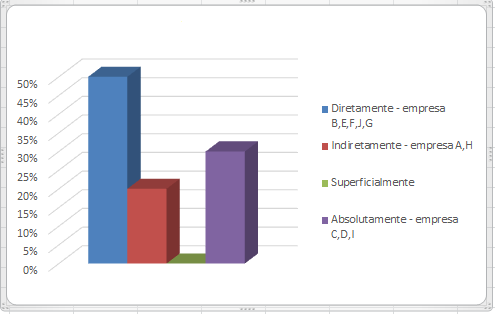 50%
45%
40%
35%
30%
25%
20%
15%
10%
5%
0%
Diretamente - empresa
B,E,F,J,G
Indiretamente - empresa A,H
Superficialmente
Absolutamente - empresa
C,D,I